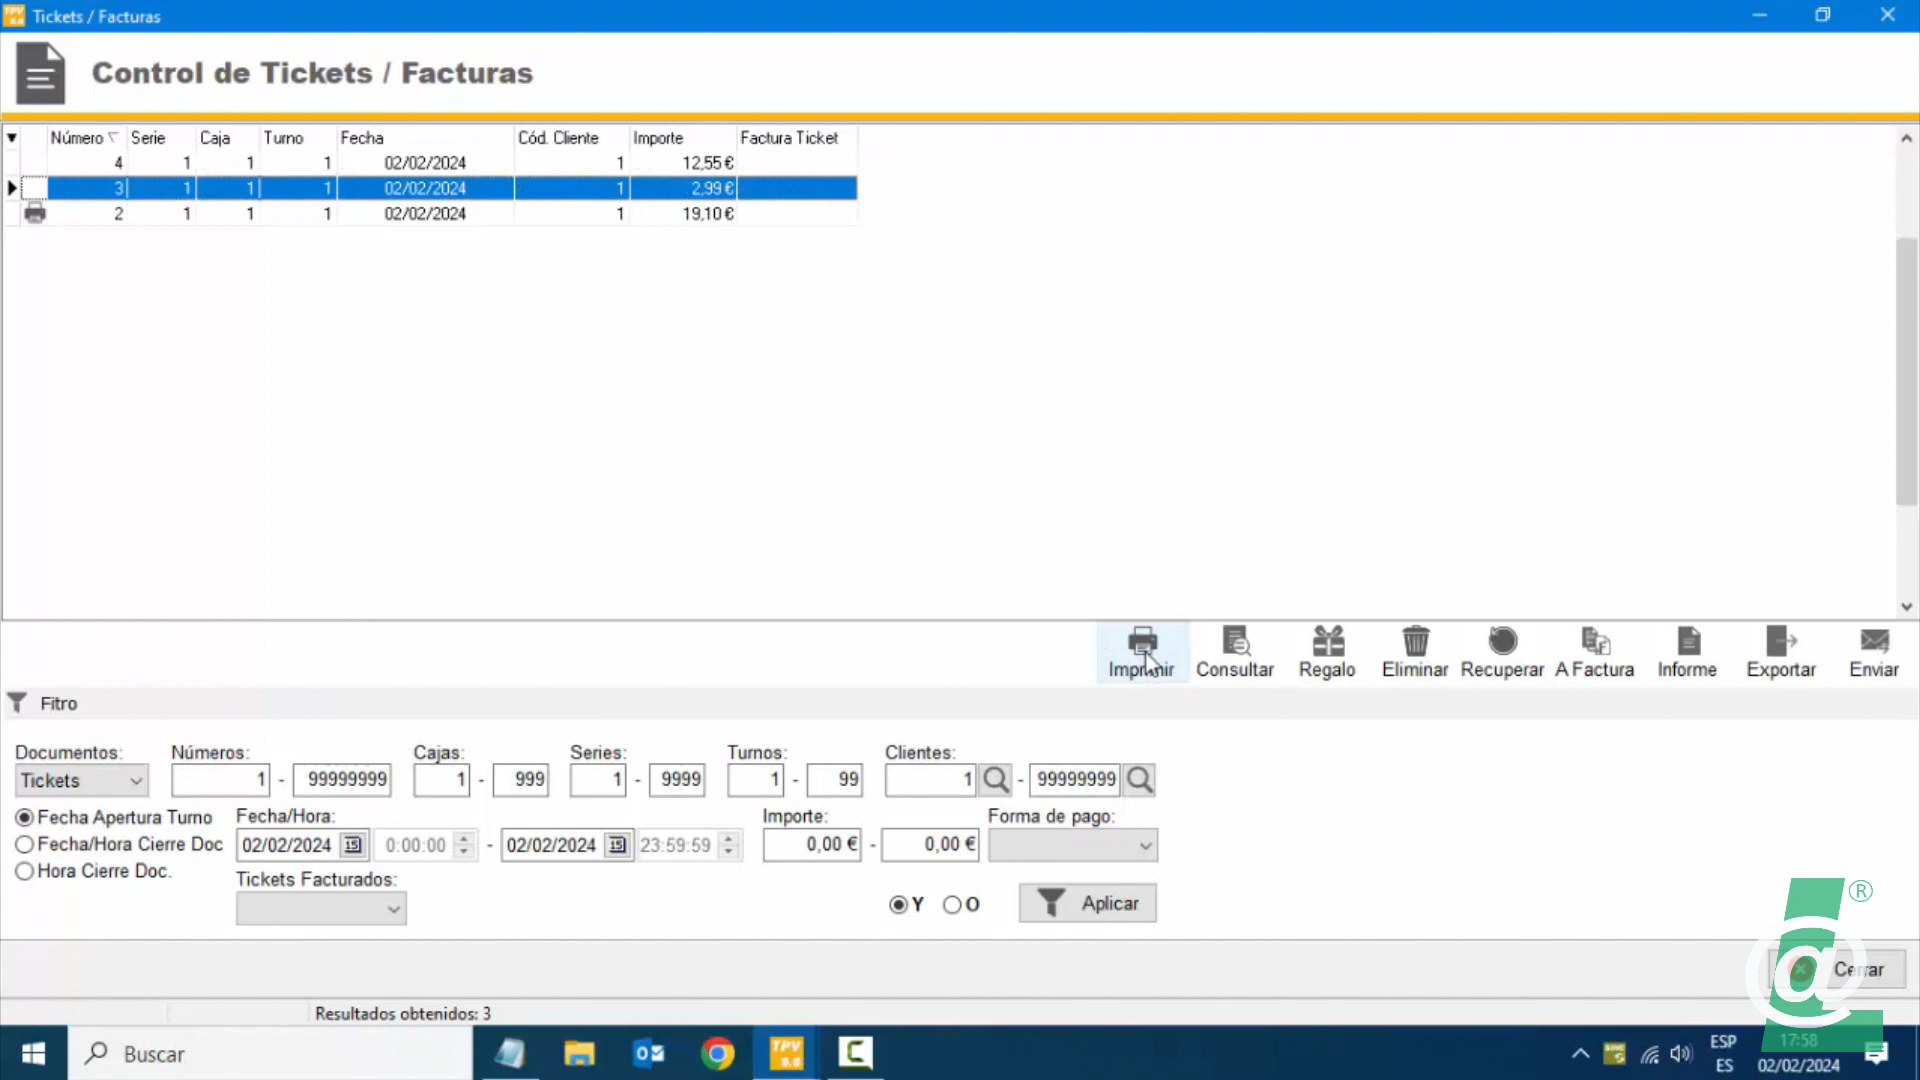 Tickets / Facturas
Control de Tickets / Facturas
Número Serie Caja Turno Fecha Cód. Cliente Importe Factura Ticket
4 1 1 1 02/02/2024 1 12,55 €
3 1 1 1 02/02/2024 1 2,99 €
2 1 1 1 02/02/2024 1 19,10 €
Imprimir Consultar Regalo Eliminar Recuperar A Factura Informe Exportar Enviar
Fitro
Documentos: Números: Cajas: Series: Turnos: Clientes:
Tickets 1 - 99999999 1 - 999 1 - 9999 1 - 99 1 - 99999999
Fecha Apertura Turno Fecha/Hora: Importe: Forma de pago:
Fecha/Hora Cierre Doc 02/02/2024 15 0:00:00 - 02/02/2024 15 23:59:59 0,00 € - 0,00 €
Hora Cierre Doc. Tickets Facturados:
Y O Aplicar
®
@ Cerrar
Resultados obtenidos: 3
Buscar
TPV
ESP
ES
17:58
02/02/2024